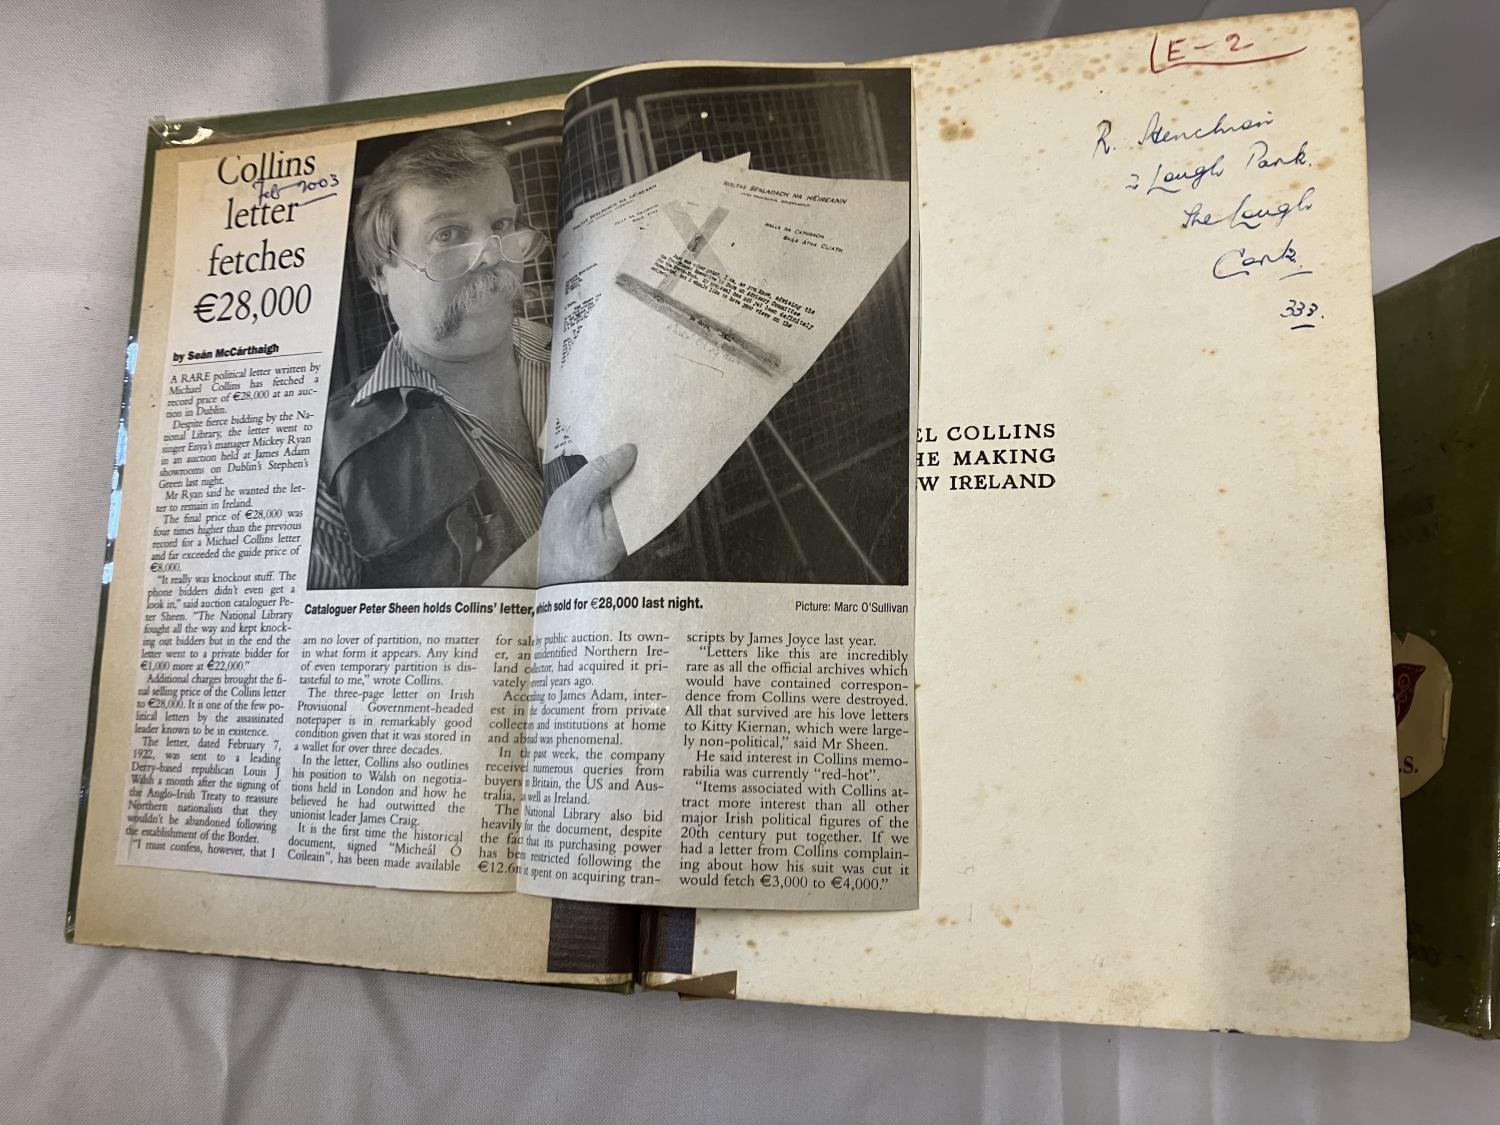 Collins
Feb 2003
letter
fetches
€28,000
by Seán McCárthaigh
A RARE political letter written by
Michael Collins has fetched a
record price of €28,000 at an auc-
tion in Dublin.
Despite fierce bidding by the Na-
tional Library, the letter went to
singer Enya's manager Mickey Ryan
in an auction held at James Adam
showrooms on Dublin's Stephen's
Green last night.
Mr Ryan said he wanted the let-
ter to remain in Ireland.
The final price of €28,000 was
four times higher than the previous
record for a Michael Collins letter
and far exceeded the guide price of
€8,000.
"It really was knockout stuff. The
phone bidders didn't even get a
look in," said auction cataloguer Pe-
ter Sheen. "The National Library
fought all the way and kept knock-
ing out bidders but in the end the
letter went to a private bidder for
€1,000 more at €22,000."
Additional charges brought the fi-
nal selling price of the Collins letter
to €28,000. It is one of the few po-
litical letters by the assassinated
leader known to be in existence.
The letter, dated February 7,
1922, was sent to a leading
Derry-based republican Louis J
Walsh a month after the signing of
the Anglo-Irish Treaty to reassure
Northern nationalists that they
wouldn't be abandoned following
the establishment of the Border.
"I must confess, however, that I
RIALTAS SEALADACH NA HÉIREANN
HALLA NA CATHRACH
BAILE ÁTHA CLIATH
Cataloguer Peter Sheen holds Collins' letter, which sold for €28,000 last night.
Picture: Marc O'Sullivan
am no lover of partition, no matter
in what form it appears. Any kind
of even temporary partition is dis-
tasteful to me," wrote Collins.
The three-page letter on Irish
Provisional Government-headed
notepaper is in remarkably good
condition given that it was stored in
a wallet for over three decades.
In the letter, Collins also outlines
his position to Walsh on negotia-
tions held in London and how he
believed he had outwitted the
unionist leader James Craig.
It is the first time the historical
document, signed "Micheál Ó
Coileain", has been made available
for sale by public auction. Its own-
er, an unidentified Northern Ire-
land collector, had acquired it pri-
vately several years ago.
According to James Adam, inter-
est in the document from private
collectors and institutions at home
and abroad was phenomenal.
In the past week, the company
received numerous queries from
buyers in Britain, the US and Aus-
tralia, as well as Ireland.
The National Library also bid
heavily for the document, despite
the fact that its purchasing power
has been restricted following the
€12.6m it spent on acquiring tran-
scripts by James Joyce last year.
"Letters like this are incredibly
rare as all the official archives which
would have contained correspon-
dence from Collins were destroyed.
All that survived are his love letters
to Kitty Kiernan, which were large-
ly non-political," said Mr Sheen.
He said interest in Collins memo-
rabilia was currently "red-hot".
"Items associated with Collins at-
tract more interest than all other
major Irish political figures of the
20th century put together. If we
had a letter from Collins complain-
ing about how his suit was cut it
would fetch €3,000 to €4,000."
E-2
R. Henchion
2 Lough Park.
The Lough
Cork.
333.
EL COLLINS
HE MAKING
W IRELAND
.S.